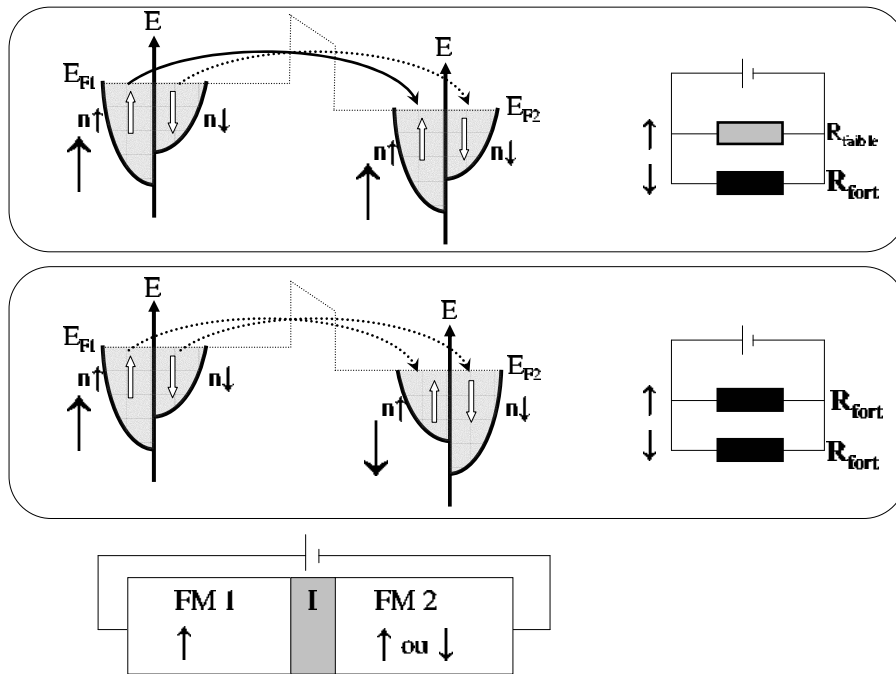 E
E
E_F1
E_F2
n↑
n↓
n↑
n↓
↑
↑
↑
R_faible
↓
R_fort
E
E
E_F1
E_F2
n↑
n↓
n↑
n↓
↑
↓
↑
R_fort
↓
R_fort
FM 1
I
FM 2
↑
↑ ou ↓